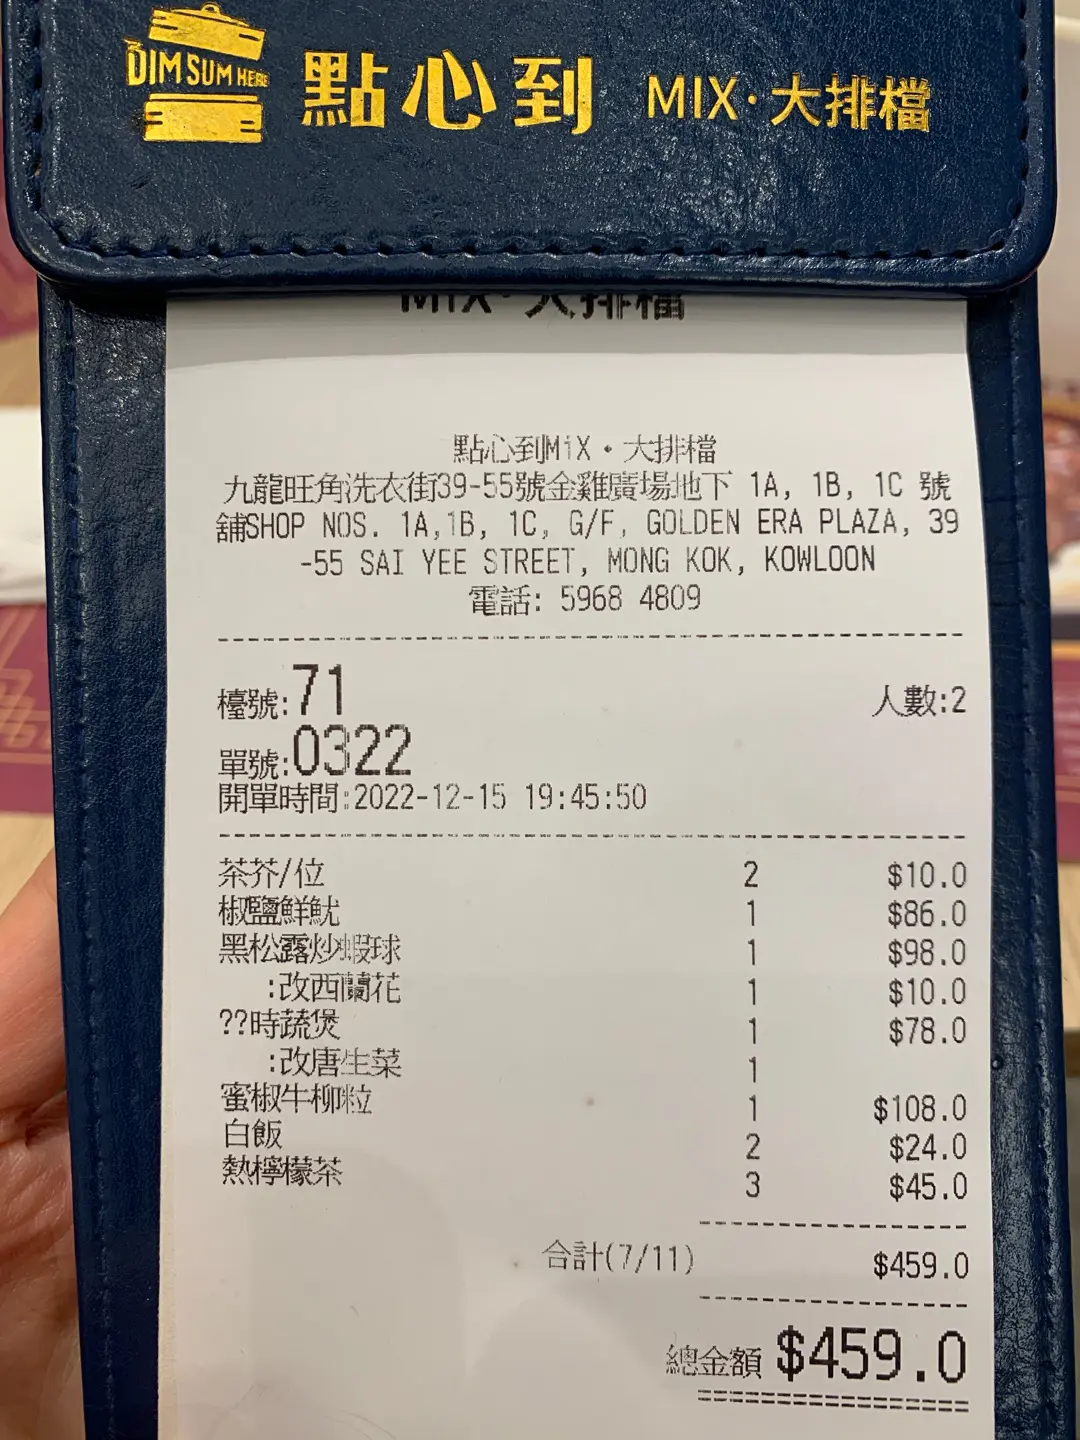 DIM SUM HERE 點心到 MIX·大排檔
MIX·大排檔
點心到MiX·大排檔
九龍旺角洗衣街39-55號金雞廣場地下 1A, 1B, 1C 號
舖SHOP NOS. 1A,1B, 1C, G/F, GOLDEN ERA PLAZA, 39
-55 SAI YEE STREET, MONG KOK, KOWLOON
電話: 5968 4809
檯號:71 人數:2
單號:0322
開單時間:2022-12-15 19:45:50
茶芥/位 2 $10.0
椒鹽鮮魷 1 $86.0
黑松露炒蝦球 1 $98.0
:改西蘭花 1 $10.0
??時蔬煲 1 $78.0
:改唐生菜 1
蜜椒牛柳粒 1 $108.0
白飯 2 $24.0
熱檸檬茶 3 $45.0
合計(7/11) $459.0
總金額 $459.0